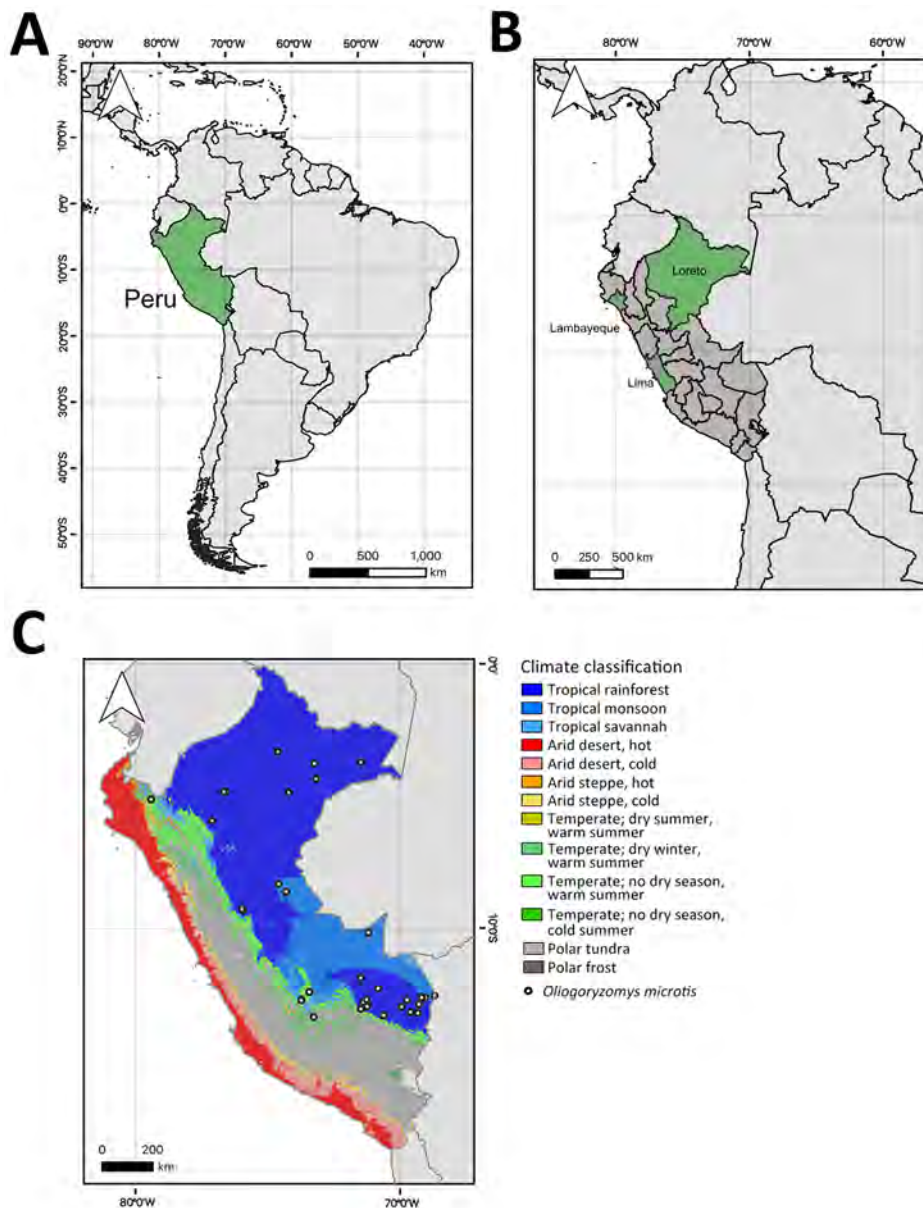 A
90°0'W 80°0'W 70°0'W 60°0'W 50°0'W 40°0'W
20°0'N
10°0'N
0°0'
10°0'S
20°0'S
30°0'S
40°0'S
50°0'S
Peru
0 500 1,000
km
B
80°0'W 70°0'W 60°0'W
Loreto
Lambayeque
Lima
0 250 500 km
C
0°0'
10°0'S
0 200
km
80°0'W 70°0'W
Climate classification
Tropical rainforest
Tropical monsoon
Tropical savannah
Arid desert, hot
Arid desert, cold
Arid steppe, hot
Arid steppe, cold
Temperate; dry summer,
warm summer
Temperate; dry winter,
warm summer
Temperate; no dry season,
warm summer
Temperate; no dry season,
cold summer
Polar tundra
Polar frost
Oliogoryzomys microtis